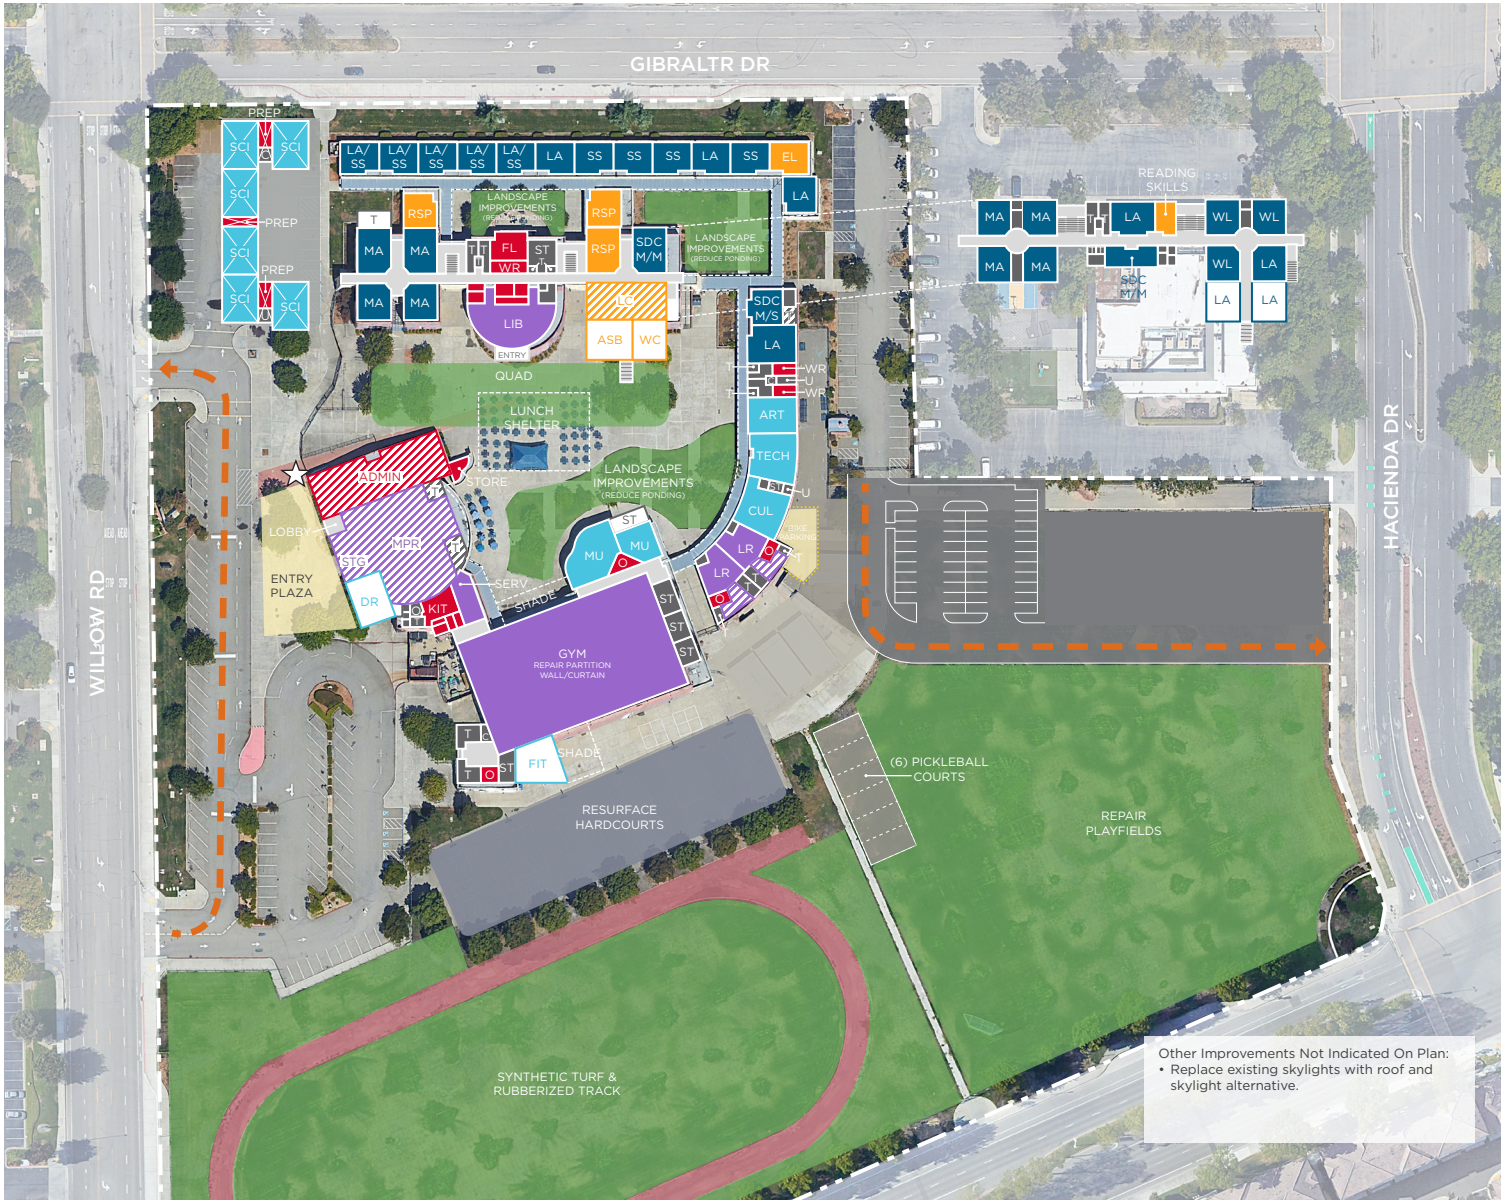 GIBRALTR DR
PREP
SCI
SCI
SCI
PREP
SCI
PREP
SCI
SCI
LA/
SS
LA/
SS
LA/
SS
LA/
SS
LA/
SS
LA
SS
SS
SS
LA
SS
EL
LA
T
RSP
LANDSCAPE
IMPROVEMENTS
(REDUCE PONDING)
RSP
LANDSCAPE
IMPROVEMENTS
(REDUCE PONDING)
MA
MA
T
T
FL
WR
ST
T
RSP
SDC
M/M
MA
MA
LIB
ENTRY
LC
ASB
WC
SDC
M/S
T
LA
T
WR
U
T
WR
ART
TECH
ST
U
CUL
READING
SKILLS
MA
MA
T
LA
WL
WL
MA
MA
SDC
M/M
WL
LA
T
LA
LA
QUAD
LUNCH
SHELTER
ADMIN
STORE
T
LANDSCAPE
IMPROVEMENTS
(REDUCE PONDING)
LOBBY
MPR
STG
T
ENTRY
PLAZA
DR
SERV
KIT
O
T
ST
MU
MU
O
SHADE
BIKE
PARKING
LR
O
T
LR
T
T
O
T
ST
ST
ST
GYM
REPAIR PARTITION
WALL/CURTAIN
T
C
T
O
ST
FIT
SHADE
WILLOW RD
HACIENDA DR
(6) PICKLEBALL
COURTS
RESURFACE
HARDCOURTS
REPAIR
PLAYFIELDS
SYNTHETIC TURF &
RUBBERIZED TRACK
Other Improvements Not Indicated On Plan:
• Replace existing skylights with roof and
skylight alternative.